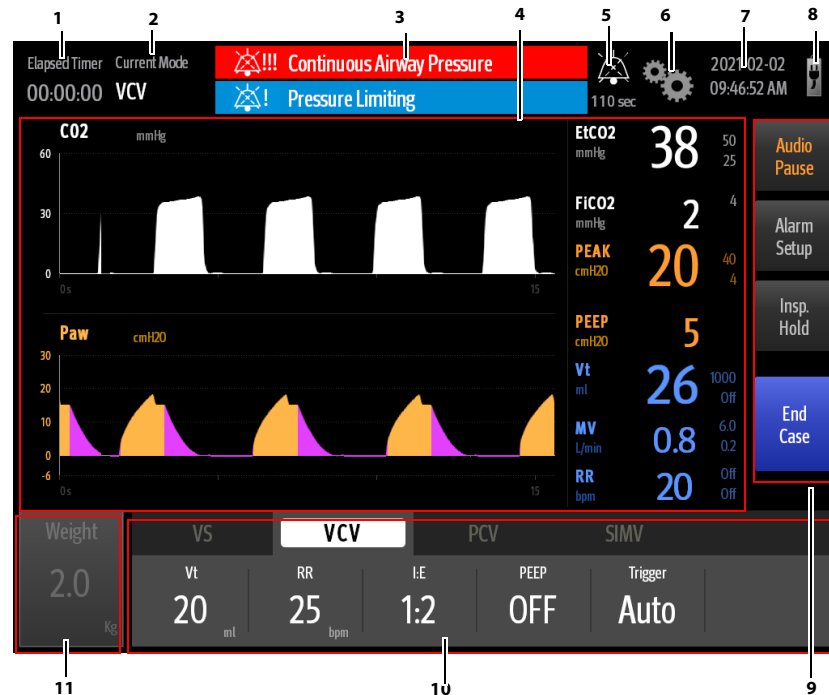 1 2 3 4 5 6 7 8
Elapsed Timer Current Mode !!! Continuous Airway Pressure 2021-02-02
00:00:00 VCV ! Pressure Limiting 110 sec 09:46:52 AM
CO2 mmHg
60
30
0
0 s 15
Paw cmH2O
30
20
10
0
-6
0 s 15
EtCO2
mmHg 38 50
25
FiCO2
mmHg 2 4
PEAK
cmH2O 20 40
4
PEEP
cmH2O 5
Vt
ml 26 1000
Off
MV
L/min 0.8 6.0
0.2
RR
bpm 20 Off
Off
Audio
Pause
Alarm
Setup
Insp.
Hold
End
Case
Weight
2.0
Kg
VS VCV PCV SIMV
Vt RR I:E PEEP Trigger
20 ml 25 bpm 1:2 OFF Auto
11 10 9